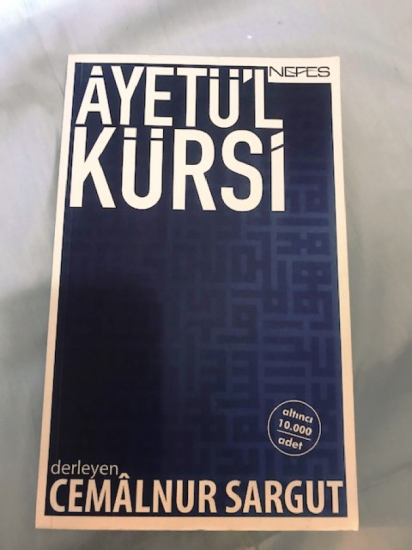 NEFES
ÂYETÜ'L
KÜRSÎ
altıncı
10.000
adet
derleyen
CEMÂLNUR SARGUT